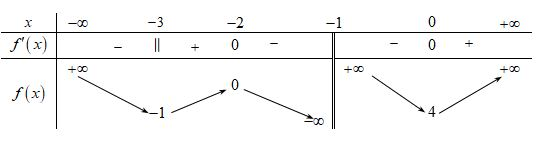 x −∞ −3 −2 −1 0 +∞
f′(x) − || + 0 − − 0 +
+∞ 0 +∞ +∞
f(x)
−1 −∞ 4